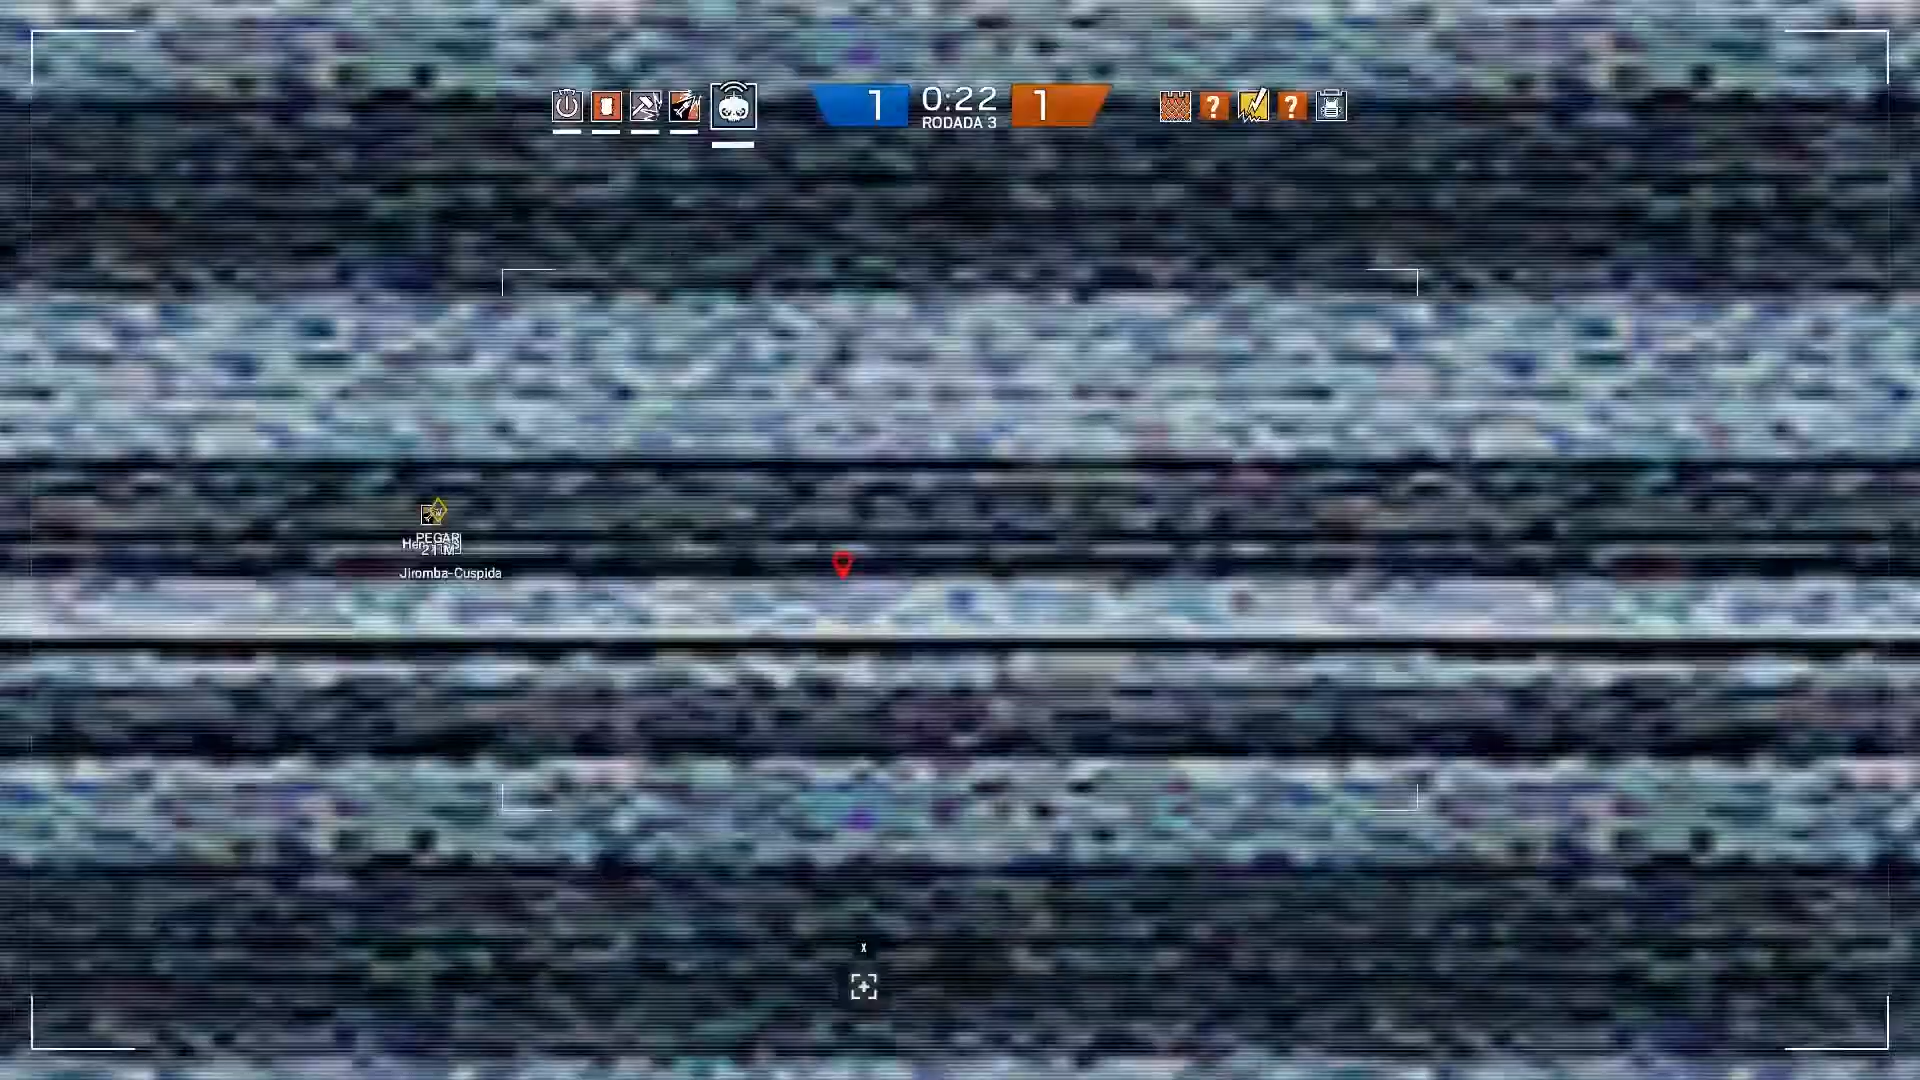 1 0:22 1
RODADA 3
? ?
PEGAR
21 M
Jiromba-Cuspida
X